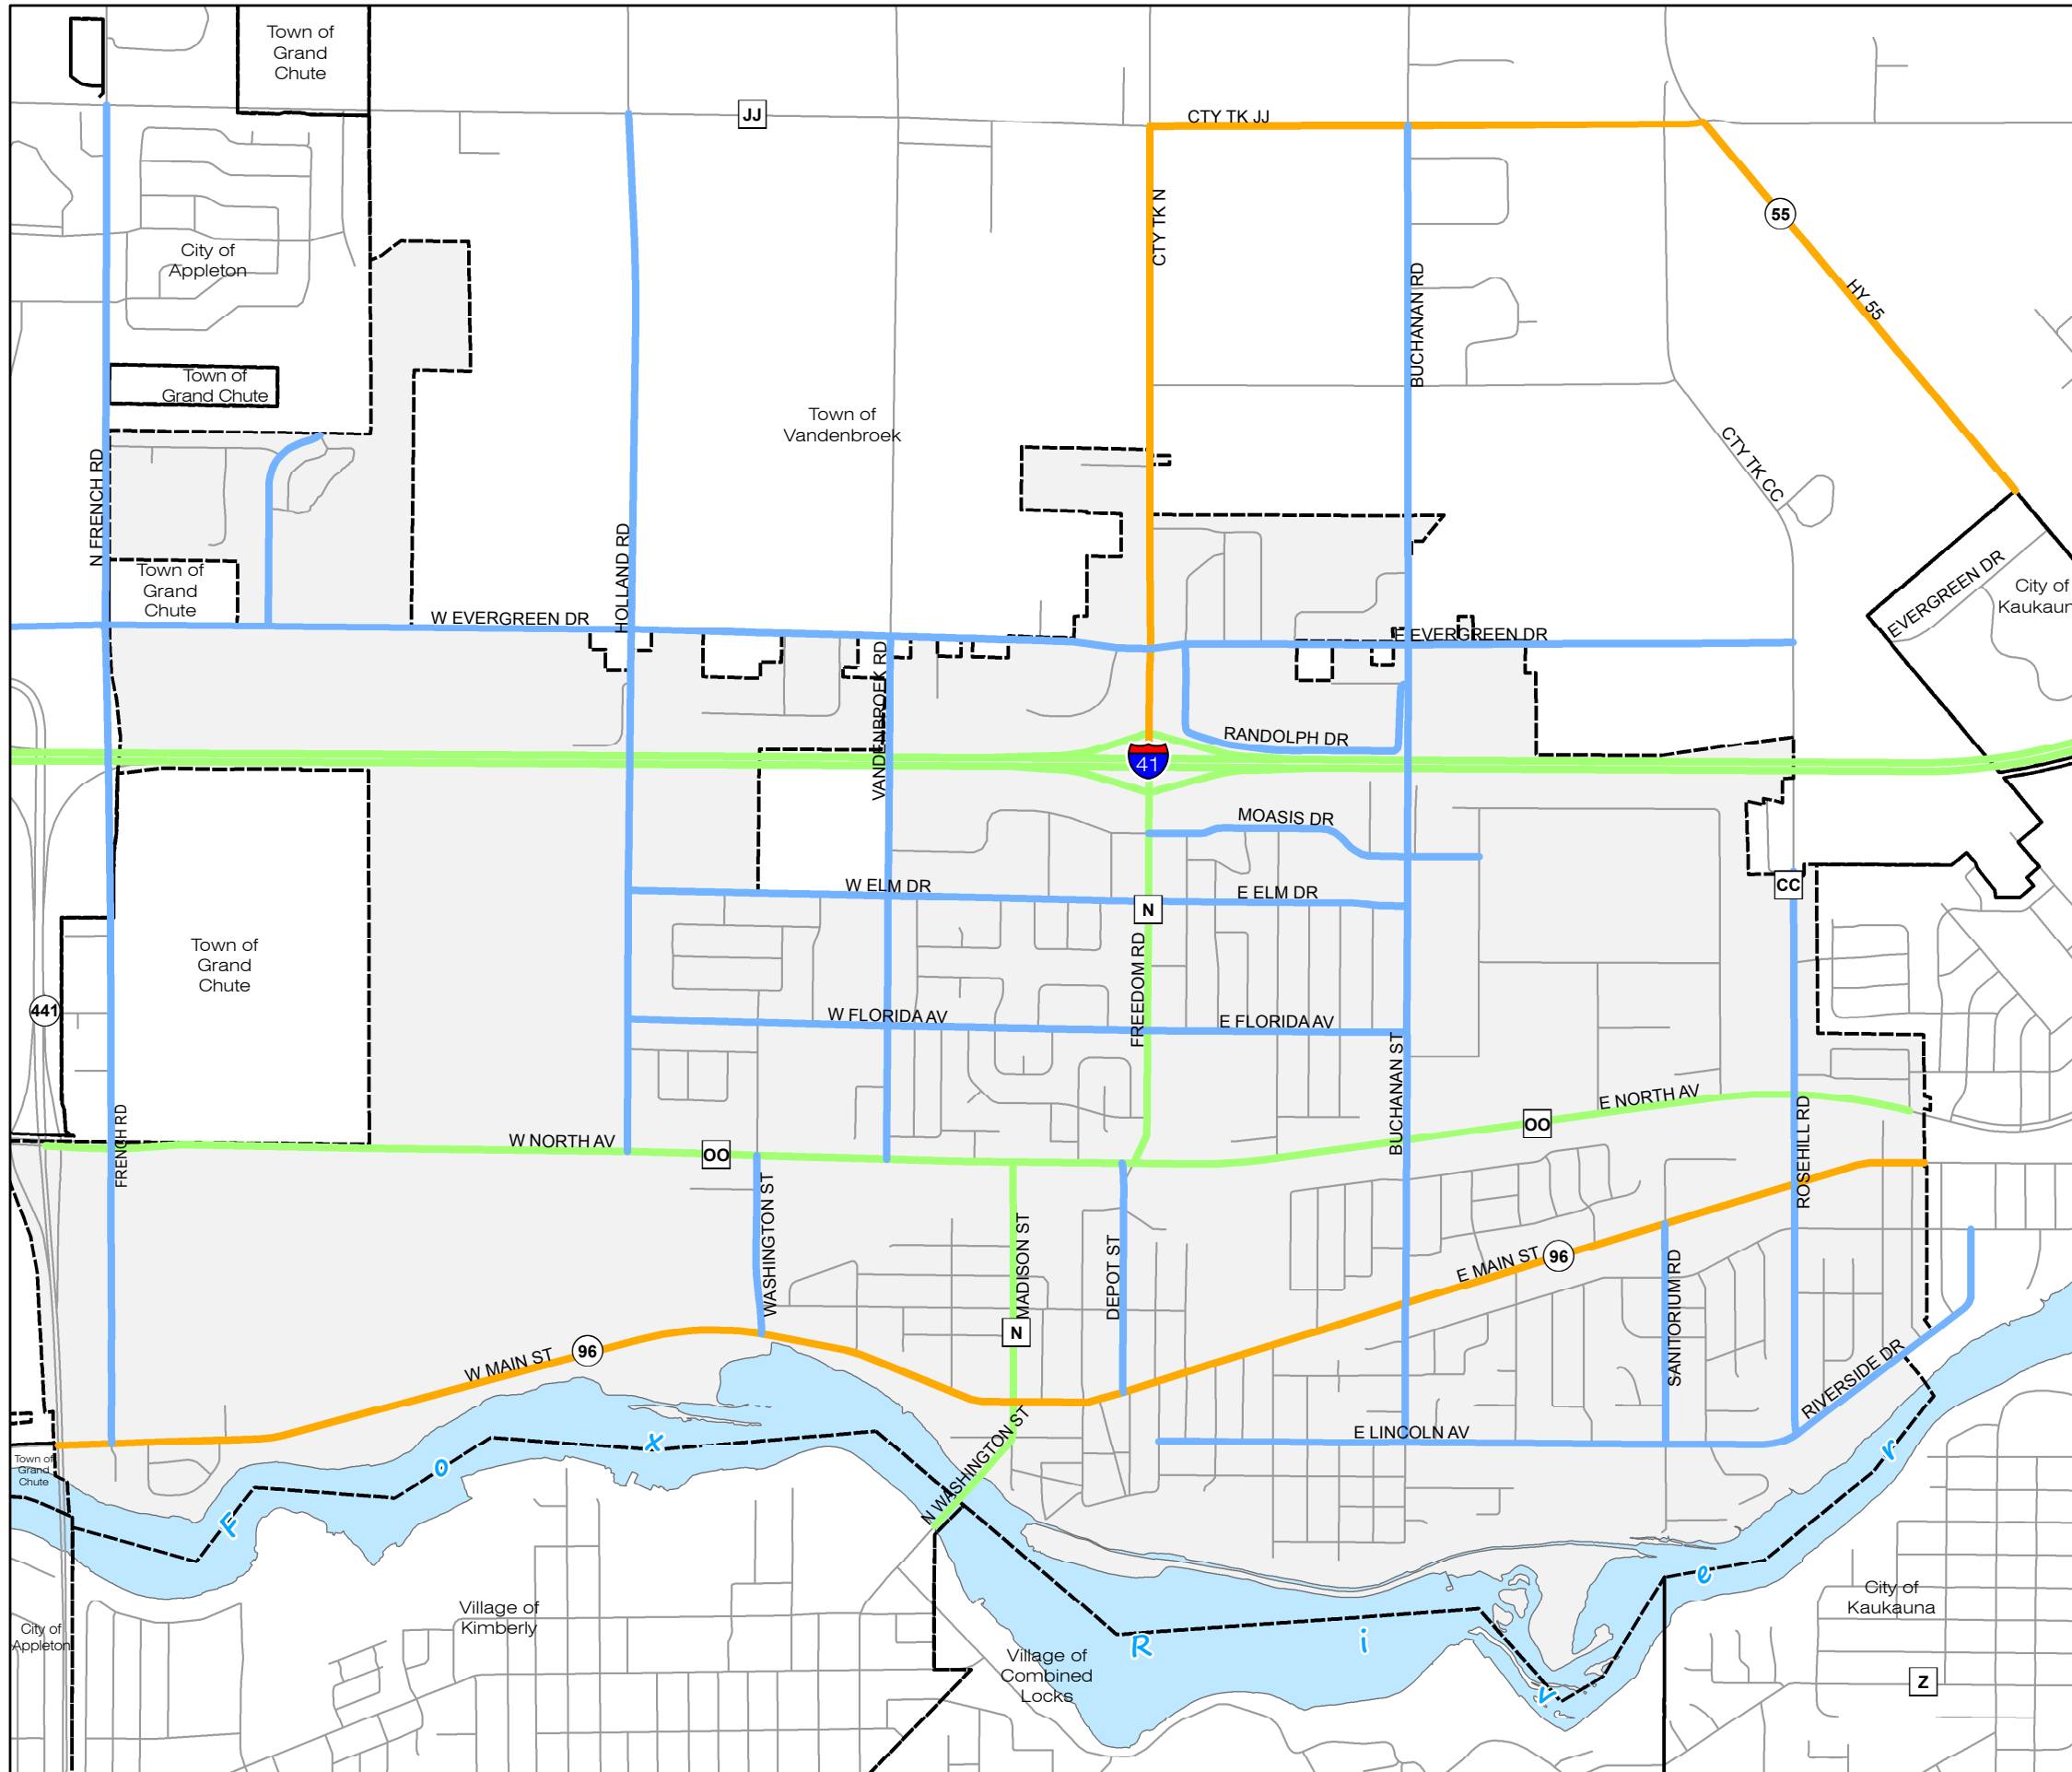 Town of
Grand
Chute
JJ
CTY TK JJ
CTY TK N
55
HY 55
BUCHANAN RD
City of
Appleton
Town of
Grand Chute
Town of
Vandenbroek
N FRENCH RD
CTY TK CC
HOLLAND RD
Town of
Grand
Chute
EVERGREEN DR
City of
W EVERGREEN DR
E EVERGREEN DR
VANDENBROEK RD
RANDOLPH DR
41
MOASIS DR
W ELM DR
E ELM DR
CC
N
FREEDOM RD
Town of
Grand
Chute
441
W FLORIDA AV
E FLORIDA AV
BUCHANAN ST
E NORTH AV
OO
FRENCH RD
W NORTH AV
OO
ROSEHILL RD
WASHINGTON ST
MADISON ST
DEPOT ST
E MAIN ST
96
SANITORIUM RD
N
W MAIN ST
96
RIVERSIDE DR
E LINCOLN AV
N WASHINGTON ST
Town of
Grand
Chute
F o x
R i v e r
Village of
Kimberly
City of
Appleton
Village of
Combined
Locks
City of
Kaukauna
Z